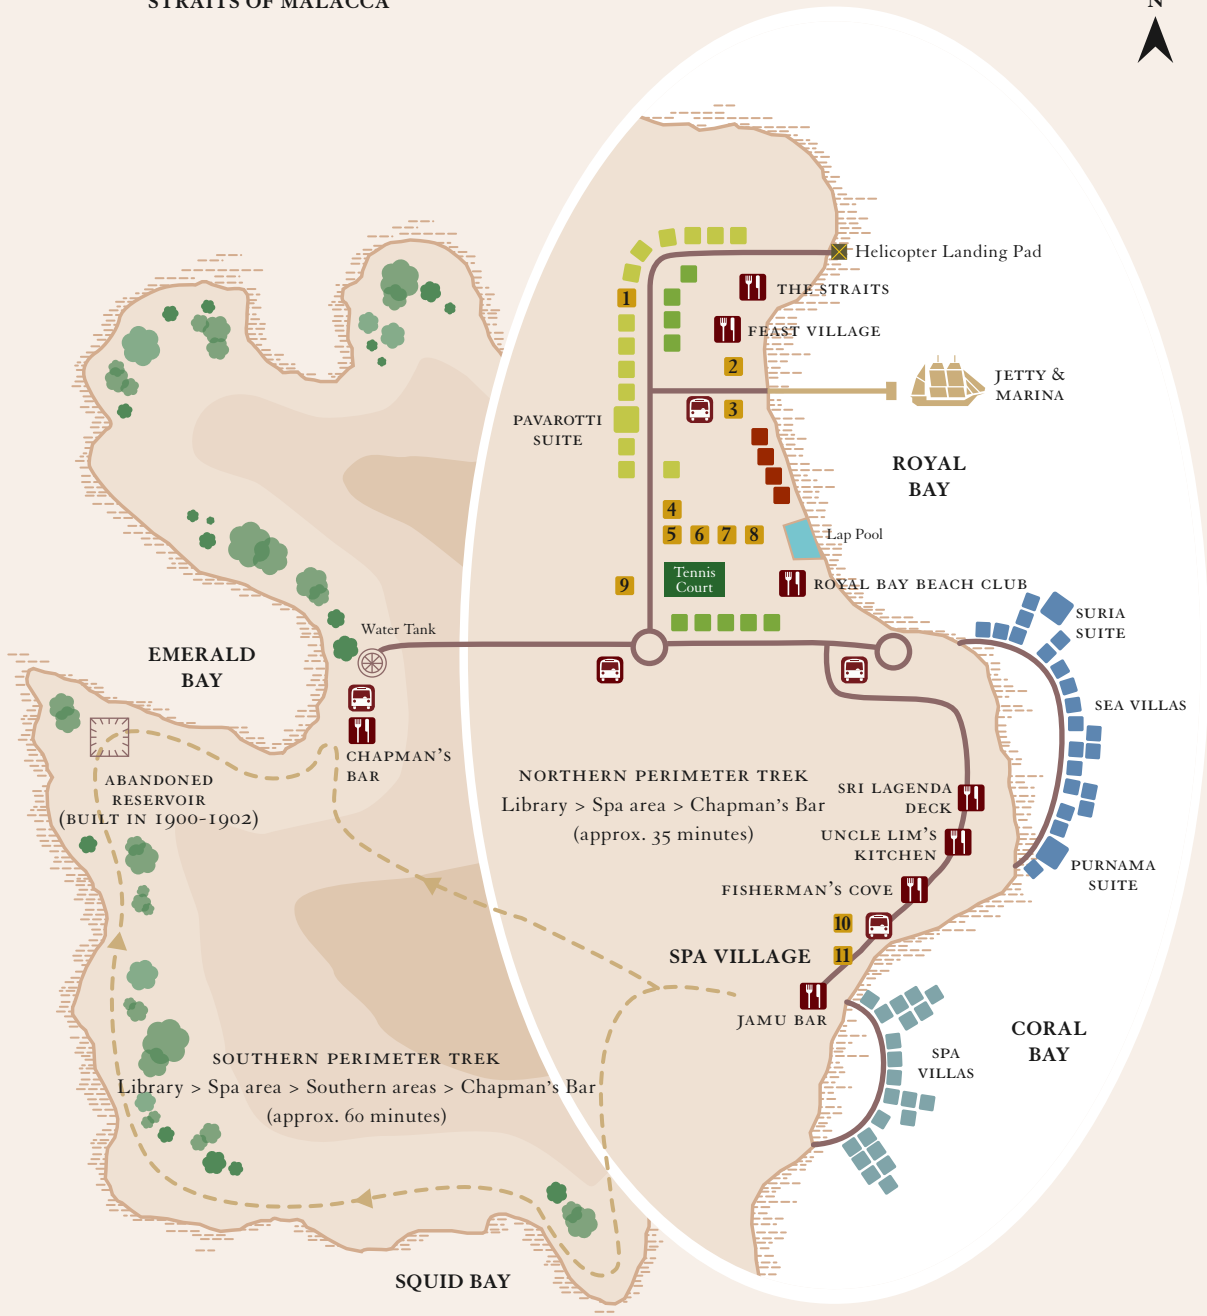 STRAITS OF MALACCA
N
Helicopter Landing Pad
THE STRAITS
1
FEAST VILLAGE
2
JETTY &
MARINA
3
PAVAROTTI
SUITE
ROYAL
BAY
4
5 6 7 8
Lap Pool
Tennis
Court
9
ROYAL BAY BEACH CLUB
SURIA
SUITE
Water Tank
EMERALD
BAY
SEA VILLAS
CHAPMAN'S
BAR
ABANDONED
RESERVOIR
(BUILT IN 1900-1902)
NORTHERN PERIMETER TREK
Library > Spa area > Chapman's Bar
(approx. 35 minutes)
SRI LAGENDA
DECK
UNCLE LIM'S
KITCHEN
PURNAMA
SUITE
FISHERMAN'S COVE
10
SPA VILLAGE
11
JAMU BAR
CORAL
BAY
SPA
VILLAS
SOUTHERN PERIMETER TREK
Library > Spa area > Southern areas > Chapman's Bar
(approx. 60 minutes)
SQUID BAY